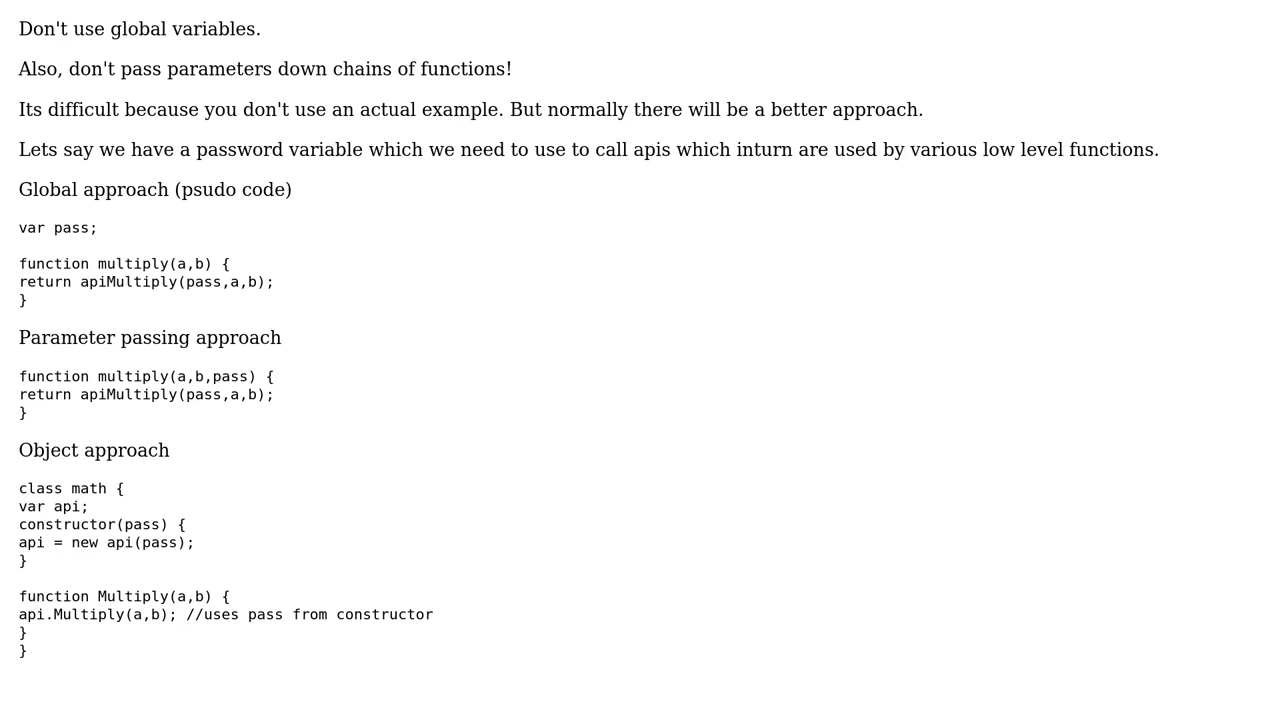 Don't use global variables.
Also, don't pass parameters down chains of functions!
Its difficult because you don't use an actual example. But normally there will be a better approach.
Lets say we have a password variable which we need to use to call apis which inturn are used by various low level functions.
Global approach (psudo code)
var pass;
function multiply(a,b) {
return apiMultiply(pass,a,b);
}
Parameter passing approach
function multiply(a,b,pass) {
return apiMultiply(pass,a,b);
}
Object approach
class math {
var api;
constructor(pass) {
api = new api(pass);
}
function Multiply(a,b) {
api.Multiply(a,b); //uses pass from constructor
}
}